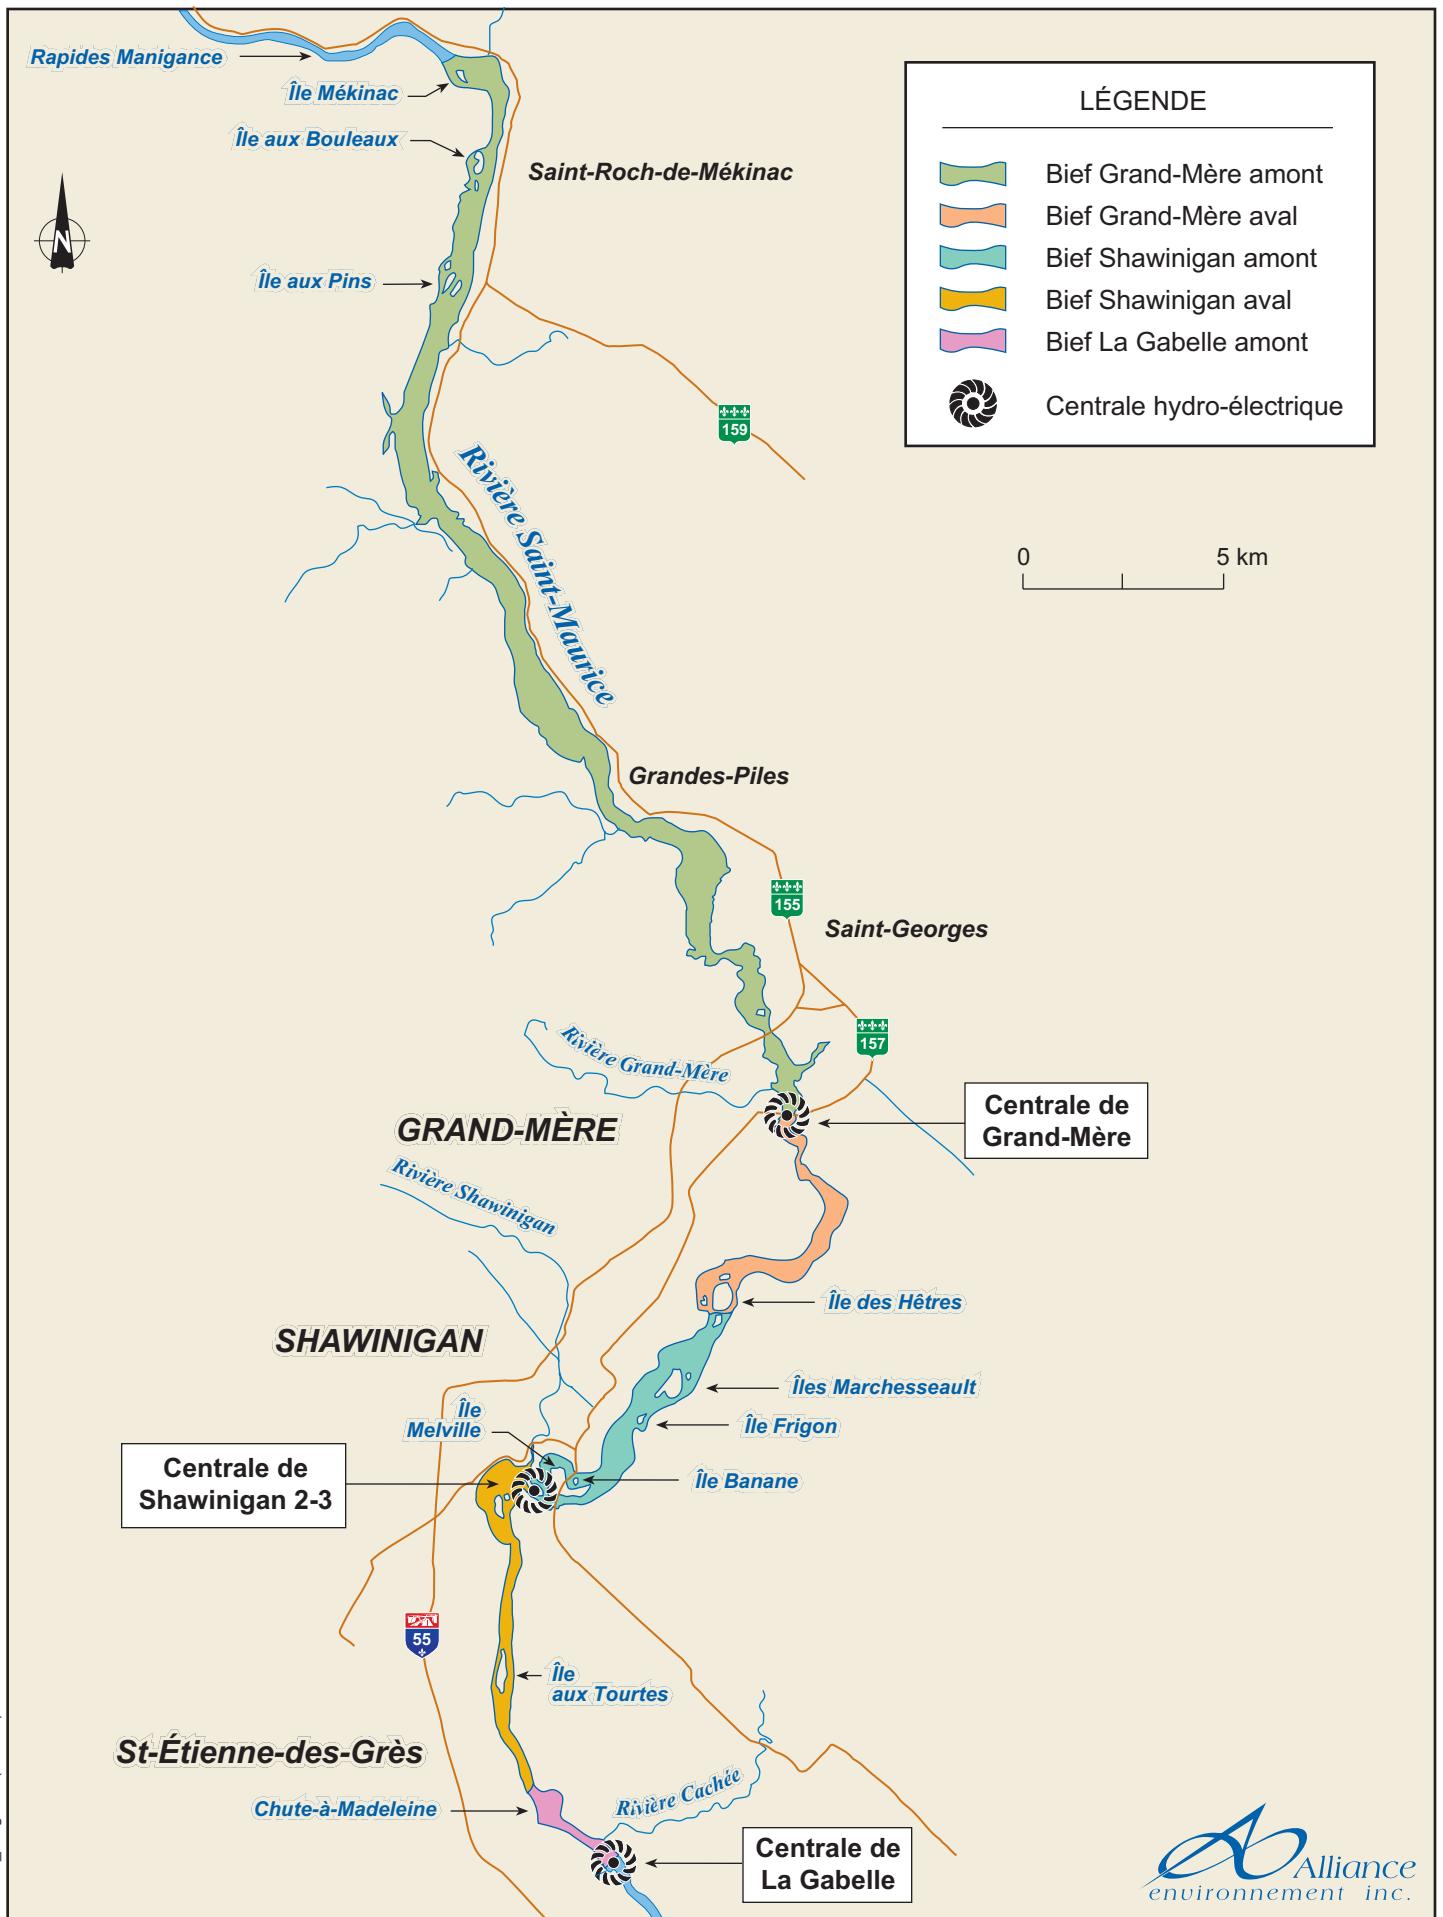 Rapides Manigance
Île Mékinac
Île aux Bouleaux
Saint-Roch-de-Mékinac
N
Île aux Pins
LÉGENDE
Bief Grand-Mère amont
Bief Grand-Mère aval
Bief Shawinigan amont
Bief Shawinigan aval
Bief La Gabelle amont
Centrale hydro-électrique
159
Rivière Saint-Maurice
0 5 km
Grandes-Piles
155
Saint-Georges
157
Rivière Grand-Mère
GRAND-MÈRE
Centrale de
Grand-Mère
Rivière Shawinigan
Île des Hêtres
SHAWINIGAN
Îles Marchesseault
Île
Melville
Île Frigon
Centrale de
Shawinigan 2-3
Île Banane
55
Île
aux Tourtes
St-Étienne-des-Grès
Chute-à-Madeleine
Rivière Cachée
Centrale de
La Gabelle
Alliance
environnement inc.